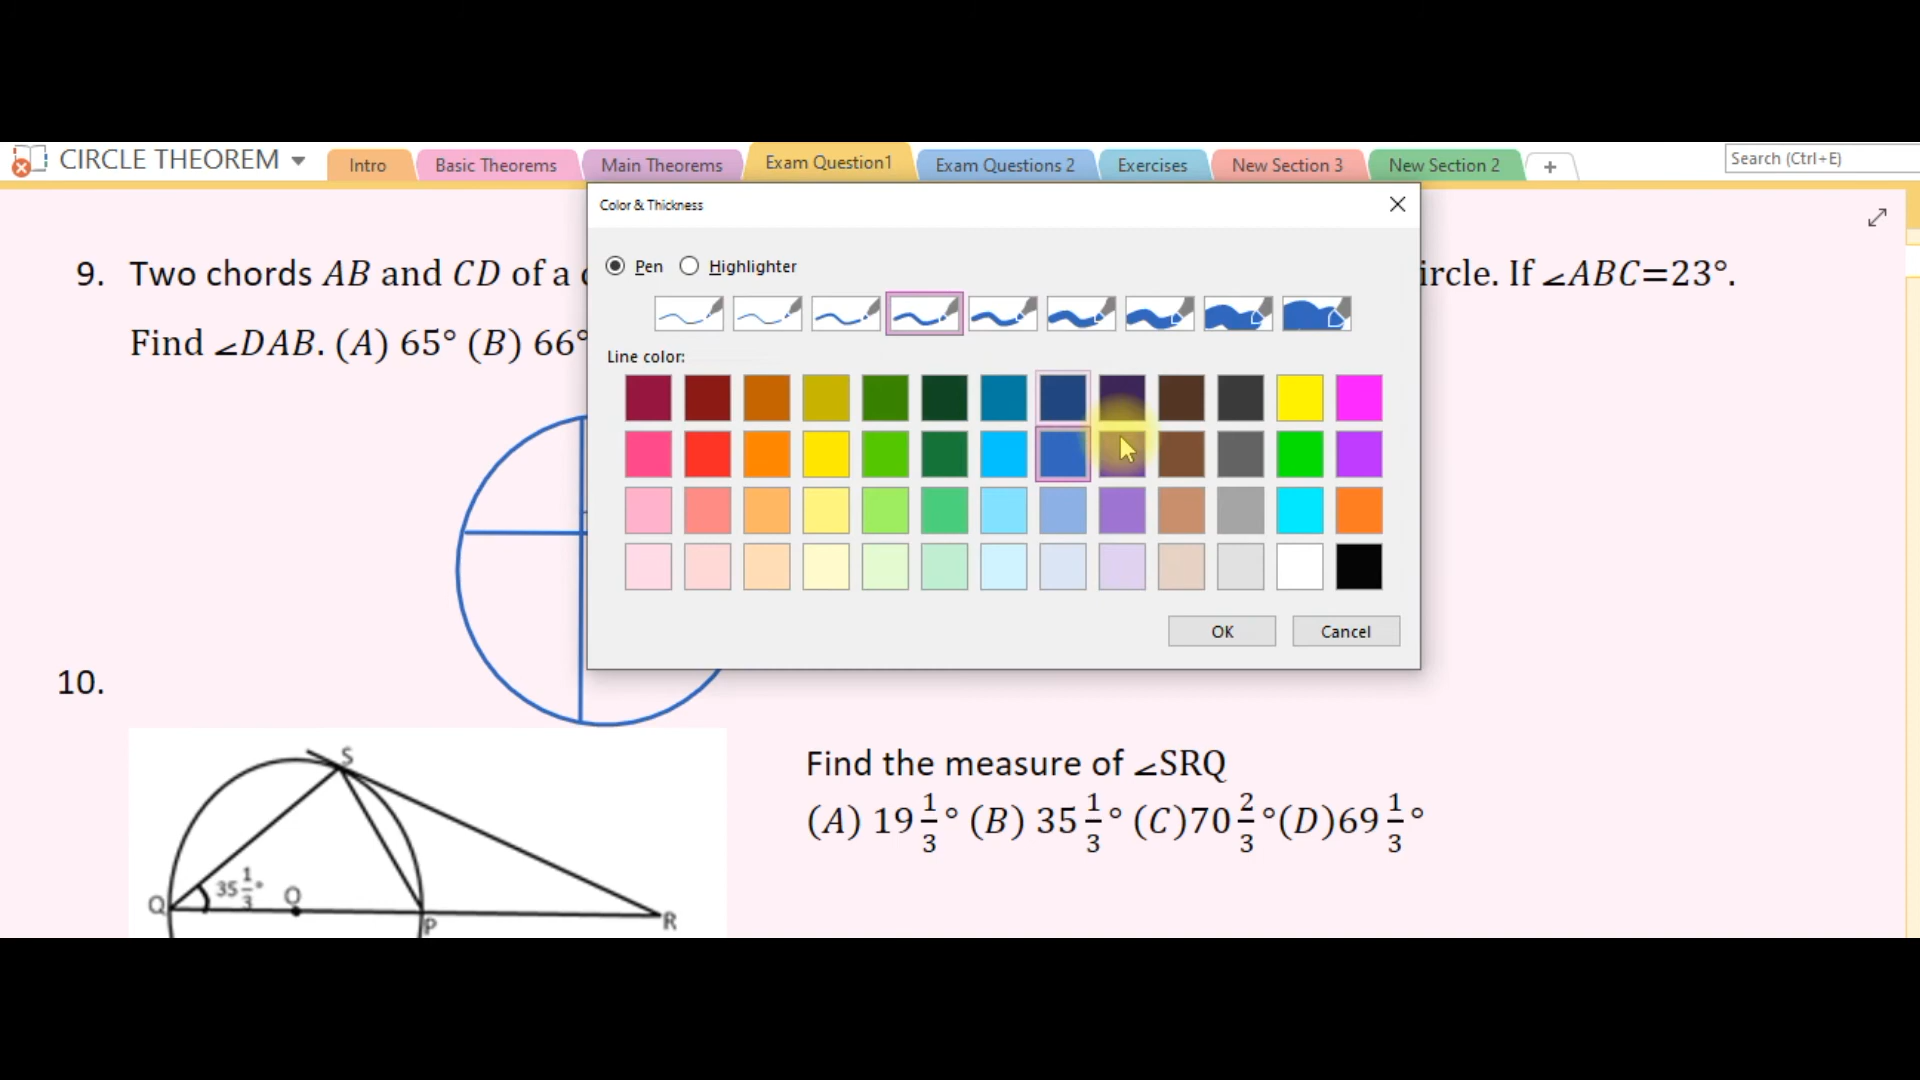 CIRCLE THEOREM
Intro
Basic Theorems
Main Theorems
Exam Question1
Exam Questions 2
Exercises
New Section 3
New Section 2
Search (Ctrl+E)
Color & Thickness
Pen
Highlighter
Line color:
OK
Cancel
9. Two chords AB and CD of a c ircle. If ∠ABC=23°.
Find ∠DAB. (A) 65° (B) 66°
10.
Find the measure of ∠SRQ
(A) 19 1/3° (B) 35 1/3° (C)70 2/3°(D)69 1/3°
S
35 1/3°
Q
O
P
R